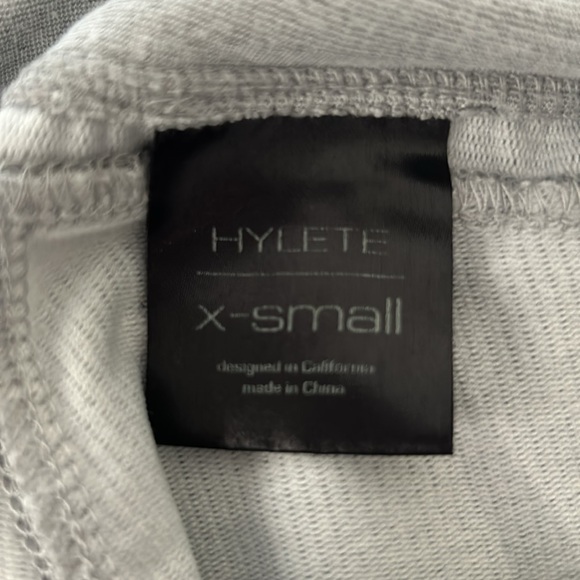 HYLETE
x-small
designed in California
made in China